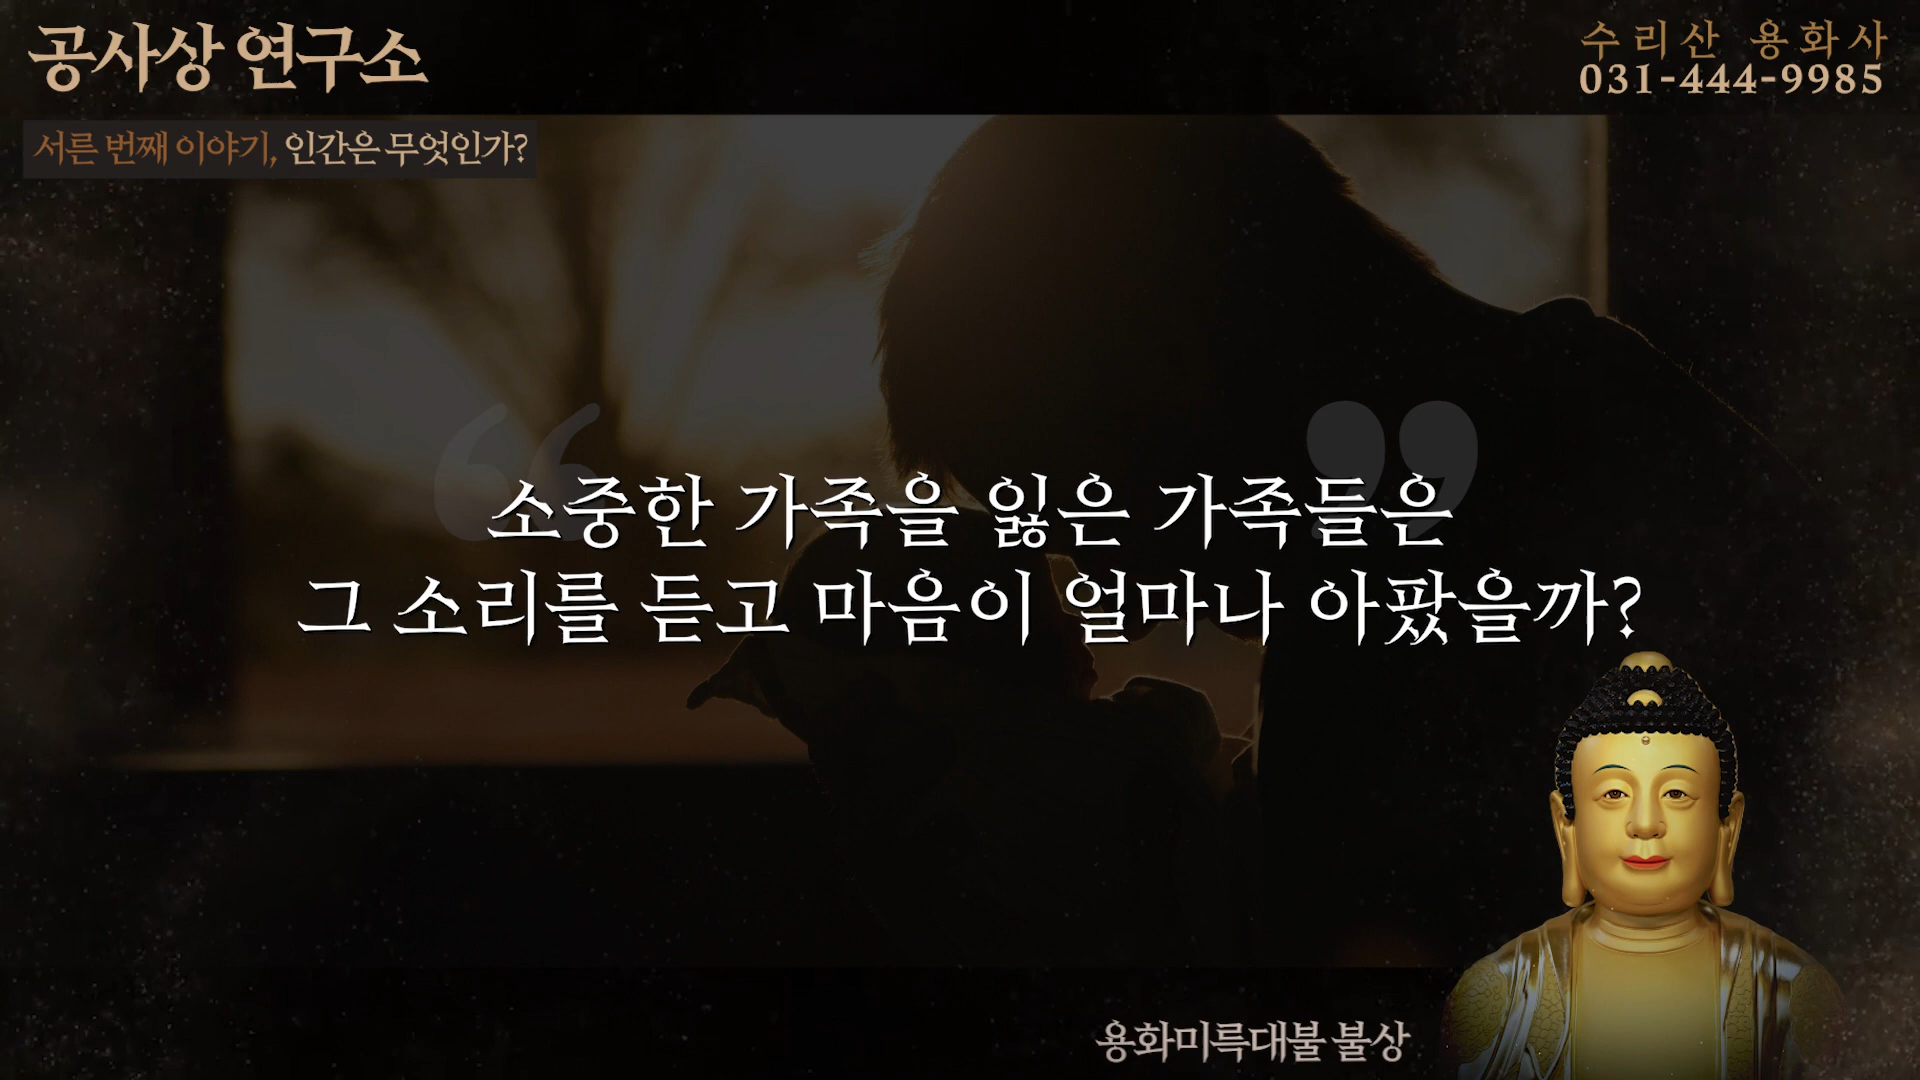 공사상 연구소
수리산 용화사
031-444-9985
서른 번째 이야기, 인간은 무엇인가?
“ ”
소중한 가족을 잃은 가족들은
그 소리를 듣고 마음이 얼마나 아팠을까?
용화미륵대불 불상